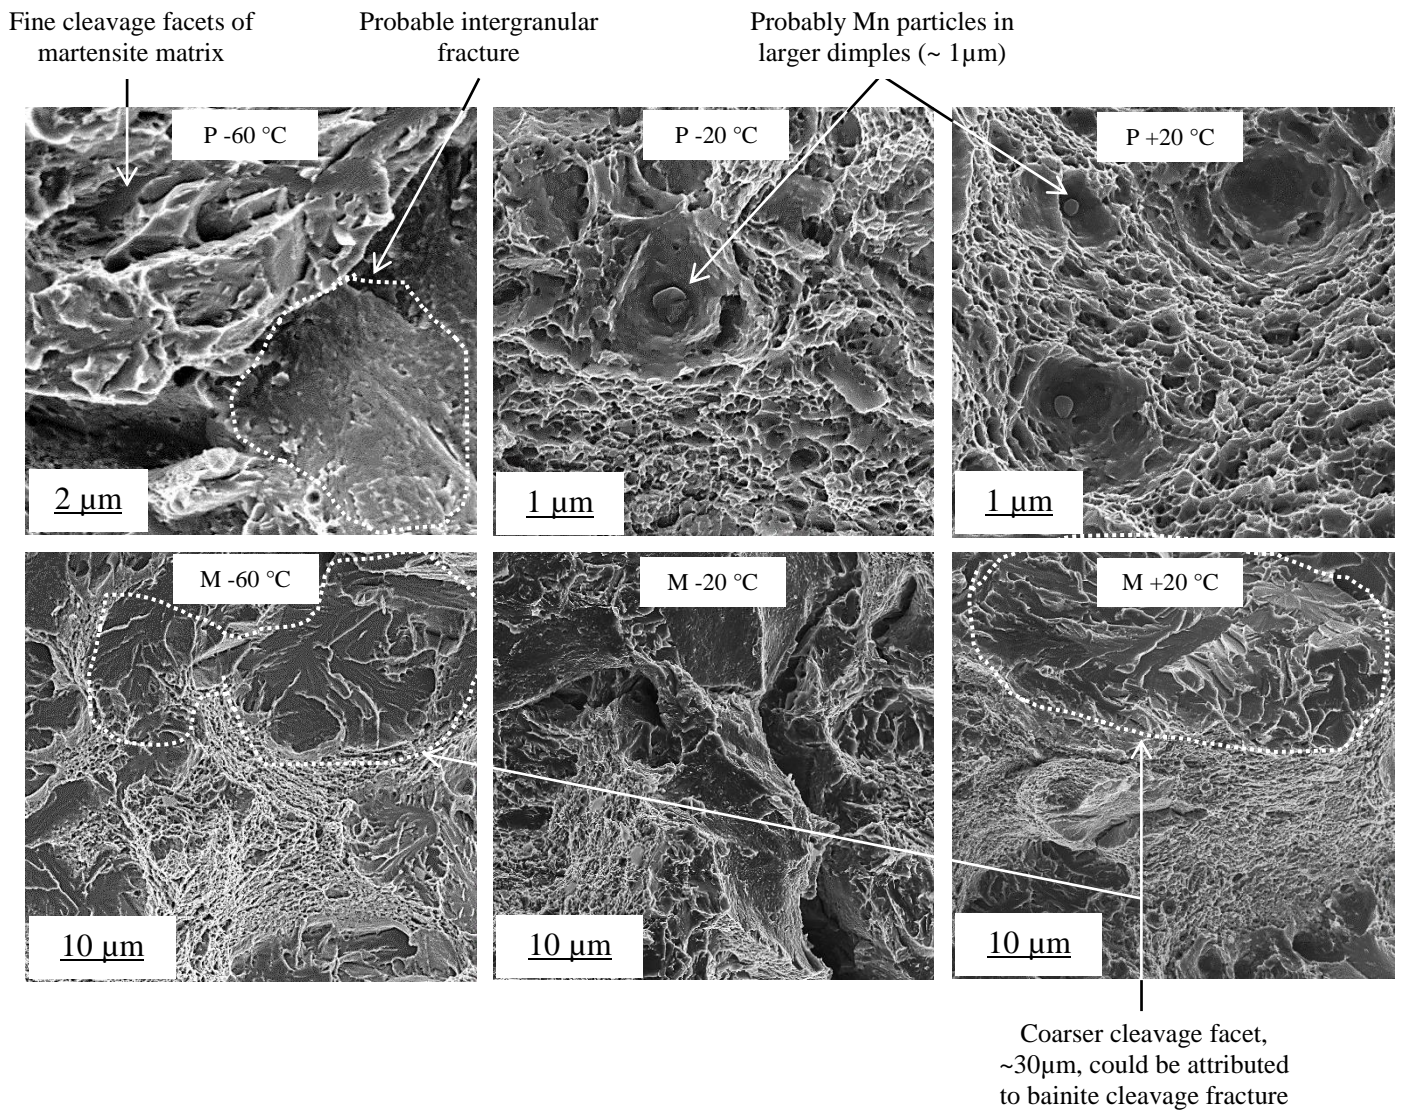 Fine cleavage facets of
martensite matrix
Probable intergranular
fracture
Probably Mn particles in
larger dimples (~ 1µm)
P -60 °C
P -20 °C
P +20 °C
2 µm
1 µm
1 µm
M -60 °C
M -20 °C
M +20 °C
10 µm
10 µm
10 µm
Coarser cleavage facet,
~30µm, could be attributed
to bainite cleavage fracture